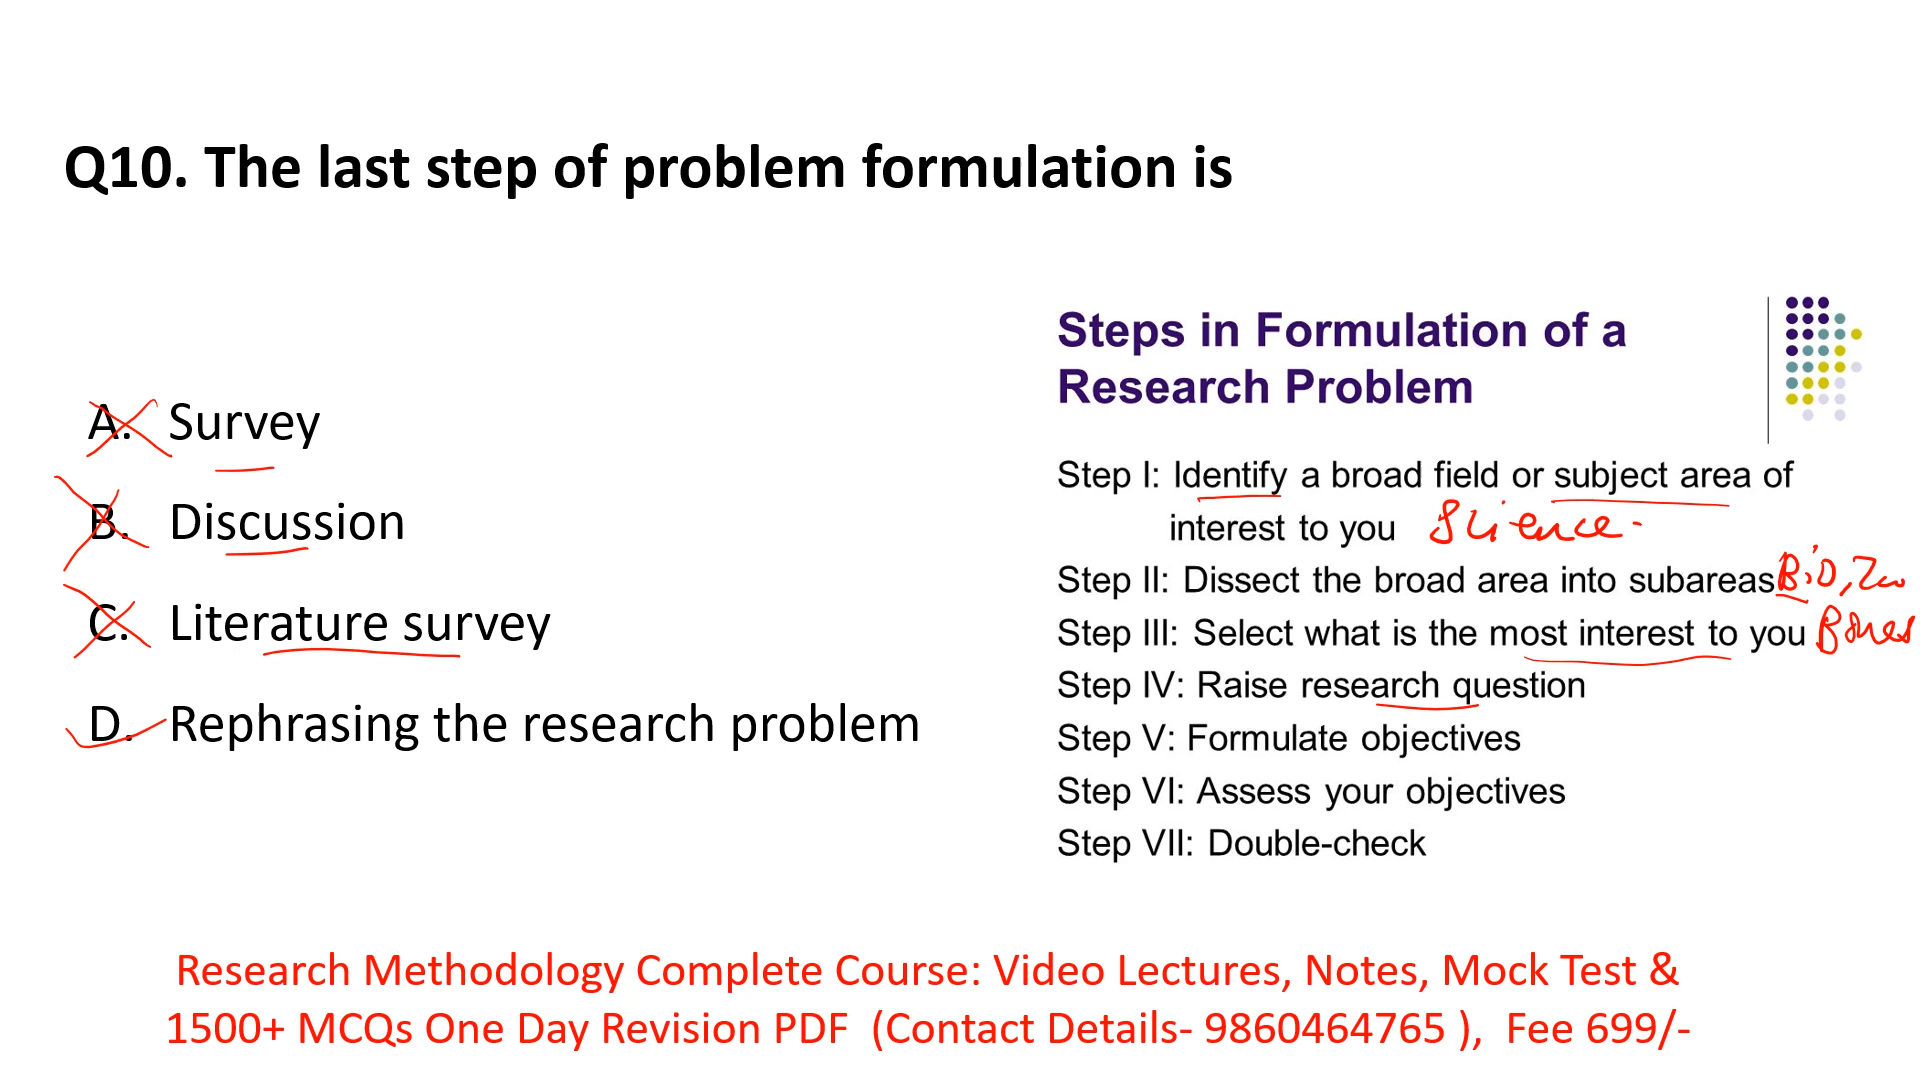 Q10. The last step of problem formulation is
A. Survey
B. Discussion
C. Literature survey
D. Rephrasing the research problem
Steps in Formulation of a
Research Problem
Step I: Identify a broad field or subject area of
interest to you Science
Step II: Dissect the broad area into subareas Bio, Zoo
Step III: Select what is the most interest to you
Step IV: Raise research question
Step V: Formulate objectives
Step VI: Assess your objectives
Step VII: Double-check
Research Methodology Complete Course: Video Lectures, Notes, Mock Test &
1500+ MCQs One Day Revision PDF (Contact Details- 9860464765 ), Fee 699/-